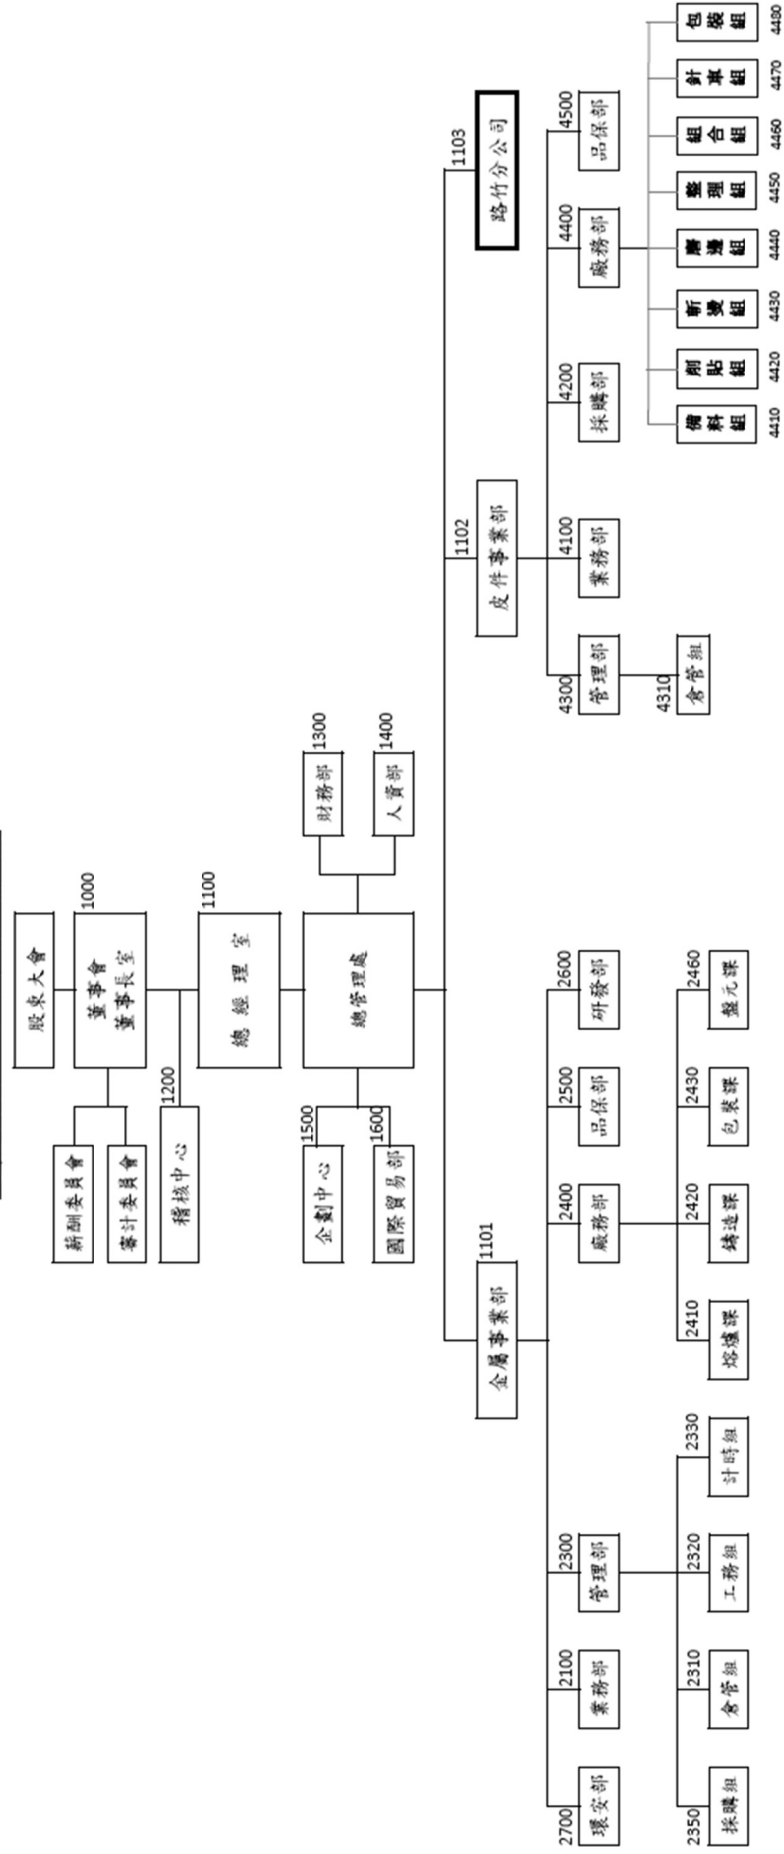 股東大會
1000
董事會
董事長室
薪酬委員會
審計委員會
1200
稽核中心
1100
總經理室
總管理處
1500
企劃中心
1600
國際貿易部
1300
財務部
1400
人資部
1101
金屬事業部
1102
皮件事業部
1103
路竹分公司
2700
環安部
2100
業務部
2300
管理部
2400
廠務部
2500
品保部
2600
研發部
2350
採購組
2310
倉管組
2320
工務組
2330
計時組
2410
熔爐課
2420
鑄造課
2430
包裝課
2460
盤元課
4300
管理部
4100
業務部
4200
採購部
4400
廠務部
4500
品保部
4310
倉管組
備料組
4410
削貼組
4420
斬燙組
4430
磨邊組
4440
整理組
4450
組合組
4460
針車組
4470
包裝組
4480